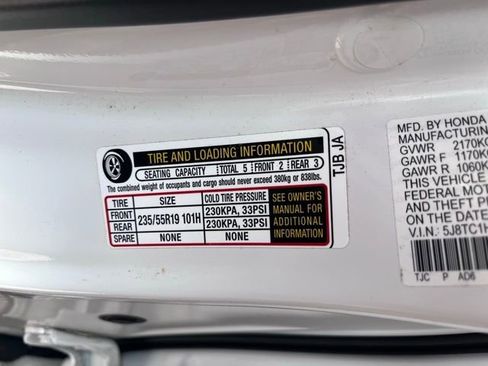 TIRE AND LOADING INFORMATION
SEATING CAPACITY TOTAL 5 FRONT 2 REAR 3
The combined weight of occupants and cargo should never exceed 380kg or 838lbs.
TIRE SIZE COLD TIRE PRESSURE
FRONT 235/55R19 101H 230KPA, 33PSI
REAR 230KPA, 33PSI
SPARE NONE NONE
SEE OWNER'S
MANUAL FOR
ADDITIONAL
INFORMATION
TJB JA
MFD. BY HONDA
MANUFACTURING
GVWR 2170KG
GAWR F 1170K
GAWR R 1060K
THIS VEHICLE
FEDERAL MOT
AND THEFT P
ON THE DATE
V.I.N.: 5J8TC1H
TJC P AD6